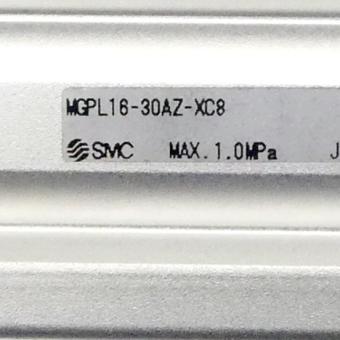 MGPL16-30AZ-XC8
SMC MAX.1.0MPa J